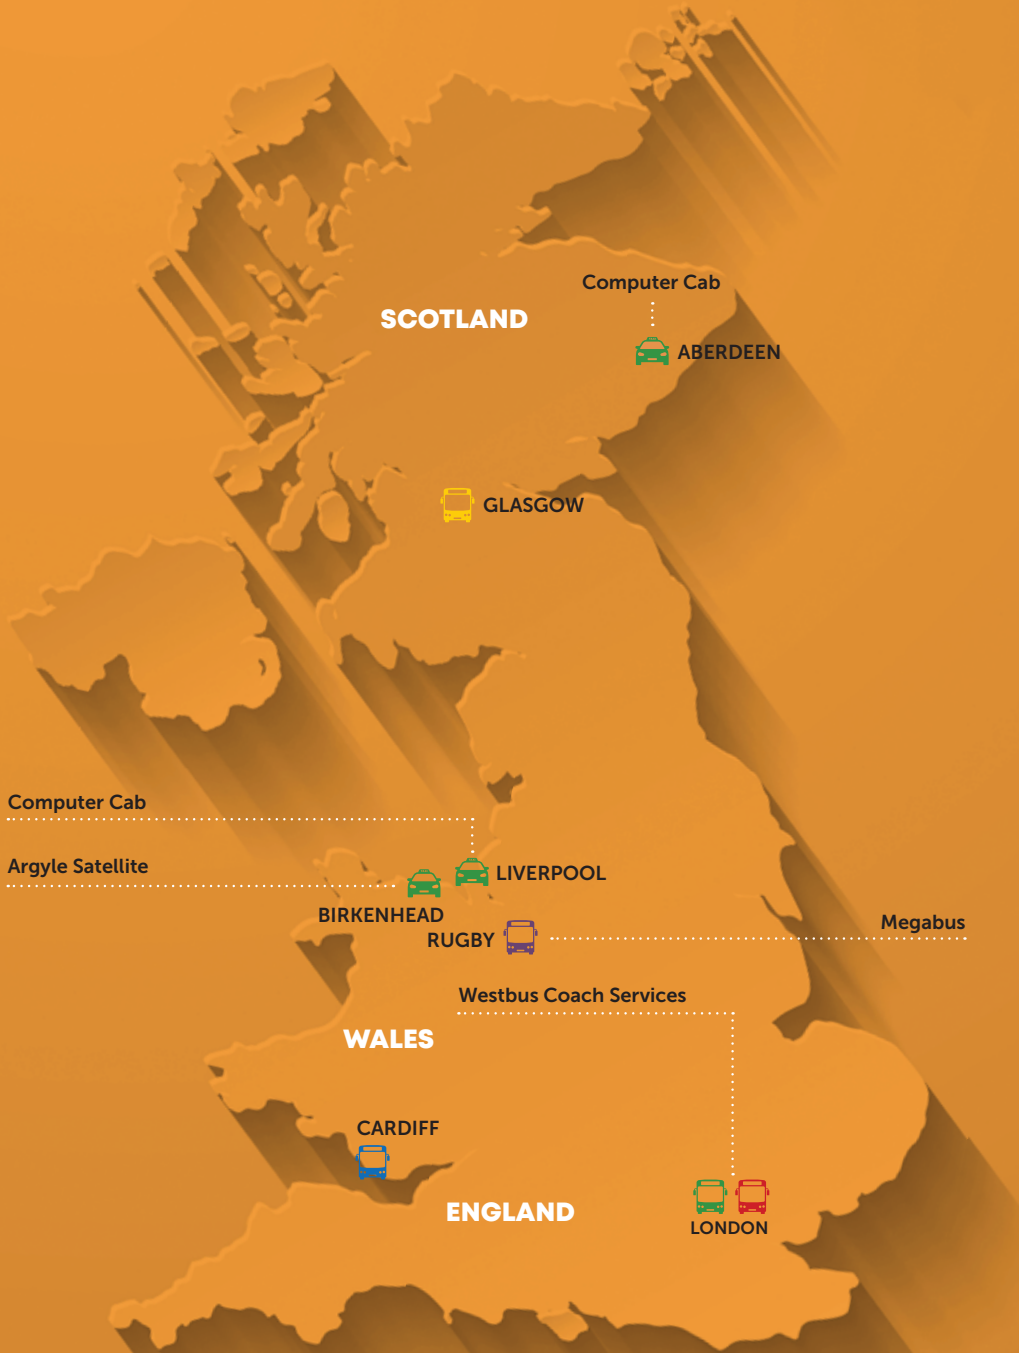 Computer Cab
SCOTLAND
ABERDEEN
GLASGOW
Computer Cab
Argyle Satellite
LIVERPOOL
BIRKENHEAD
Megabus
RUGBY
Westbus Coach Services
WALES
CARDIFF
ENGLAND
LONDON